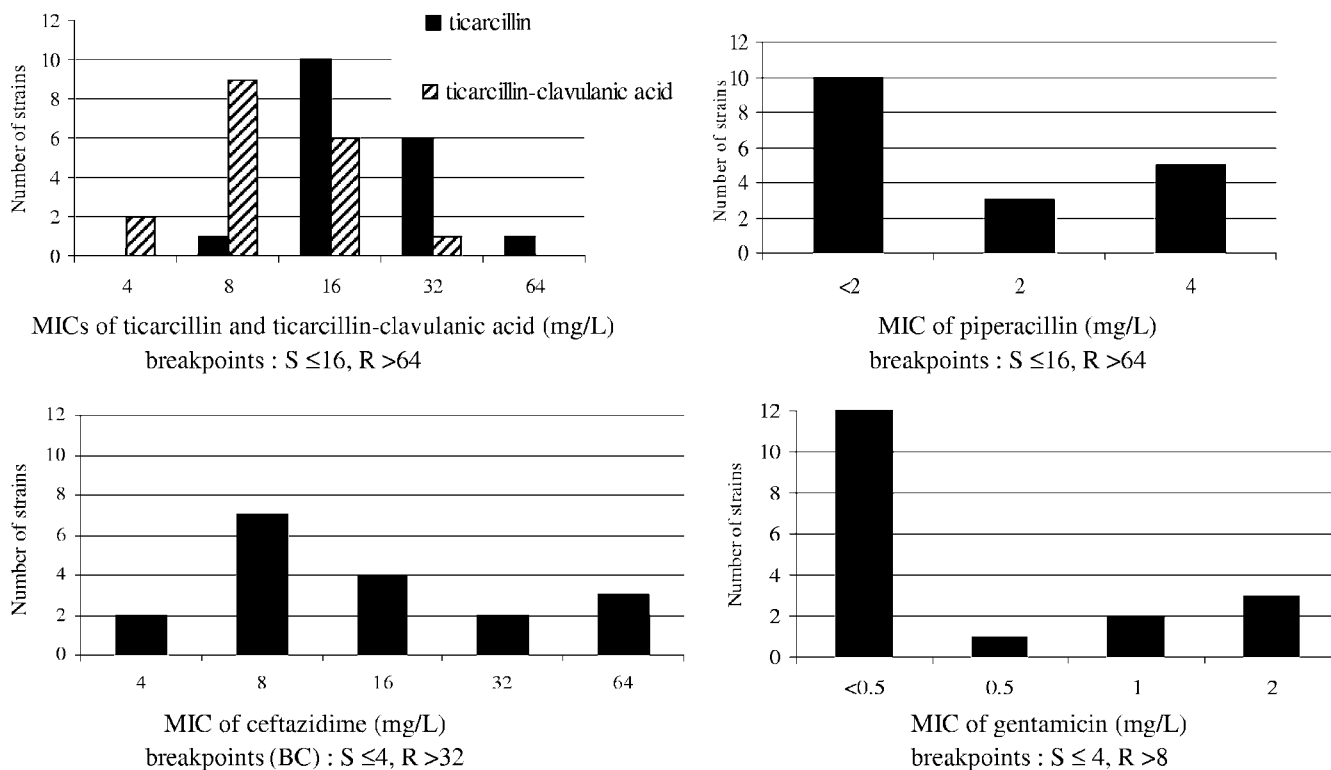 12
10
8
6
4
2
0
Number of strains
ticarcillin
ticarcillin-clavulanic acid
4 8 16 32 64
MICs of ticarcillin and ticarcillin-clavulanic acid (mg/L)
breakpoints : S ≤16, R >64
12
10
8
6
4
2
0
Number of strains
<2 2 4
MIC of piperacillin (mg/L)
breakpoints : S ≤16, R >64
12
10
8
6
4
2
0
Number of strains
4 8 16 32 64
MIC of ceftazidime (mg/L)
breakpoints (BC) : S ≤4, R >32
12
10
8
6
4
2
0
Number of strains
<0.5 0.5 1 2
MIC of gentamicin (mg/L)
breakpoints : S ≤ 4, R >8